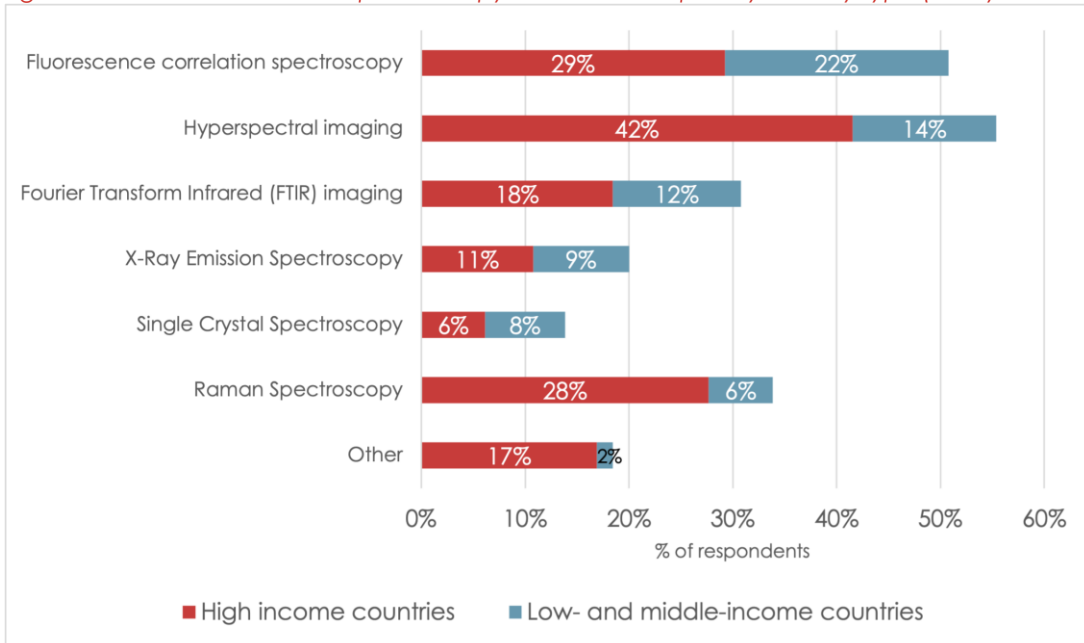 Fluorescence correlation spectroscopy
29%
22%
Hyperspectral imaging
42%
14%
Fourier Transform Infrared (FTIR) imaging
18%
12%
X-Ray Emission Spectroscopy
11%
9%
Single Crystal Spectroscopy
6%
8%
Raman Spectroscopy
28%
6%
Other
17%
2%
0% 10% 20% 30% 40% 50% 60%
% of respondents
High income countries
Low- and middle-income countries